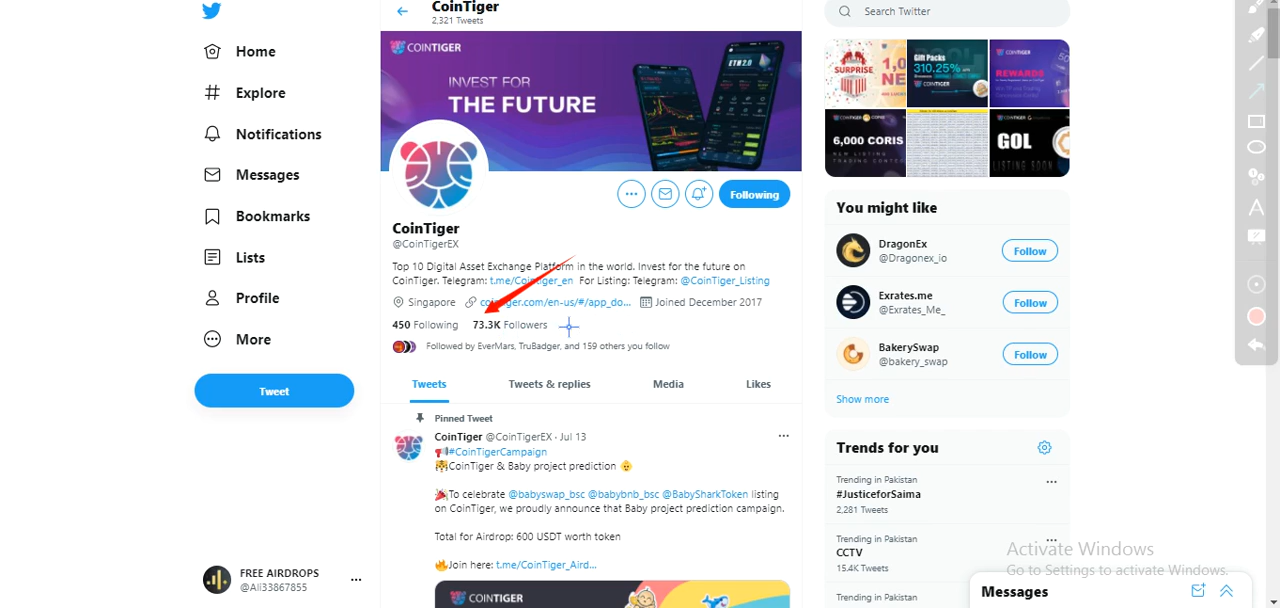 Home
Explore
Notifications
Messages
Bookmarks
Lists
Profile
More
Tweet
FREE AIRDROPS
@Ali33867855
CoinTiger
2,321 Tweets
COINTIGER
INVEST FOR
THE FUTURE
ETH 2.0
Following
CoinTiger
@CoinTigerEX
Top 10 Digital Asset Exchange Platform in the world. Invest for the future on
CoinTiger. Telegram: t.me/Cointiger_en For Listing: Telegram: @CoinTiger_Listing
Singapore cointiger.com/en-us/#/app_do... Joined December 2017
450 Following 73.3K Followers
Followed by EverMars, TruBadger, and 159 others you follow
Tweets Tweets & replies Media Likes
Pinned Tweet
CoinTiger @CoinTigerEX · Jul 13
#CoinTigerCampaign
CoinTiger & Baby project prediction
To celebrate @babyswap_bsc @babybnb_bsc @BabySharkToken listing
on CoinTiger, we proudly announce that Baby project prediction campaign.
Total for Airdrop: 600 USDT worth token
Join here: t.me/CoinTiger_Aird...
COINTIGER
Search Twitter
SURPRISE
Gift Packs
310.25%
COINTIGER
REWARDS
6,000 CORIS
NEW LISTING
TRADING CONTEST
GOL
LISTING SOON
You might like
DragonEx
@Dragonex_io
Follow
Exrates.me
@Exrates_Me_
Follow
BakerySwap
@bakery_swap
Follow
Show more
Trends for you
Trending in Pakistan
#JusticeforSaima
2,281 Tweets
Trending in Pakistan
CCTV
15.4K Tweets
Trending in Pakistan
Activate Windows
Go to Settings to activate Windows.
Messages